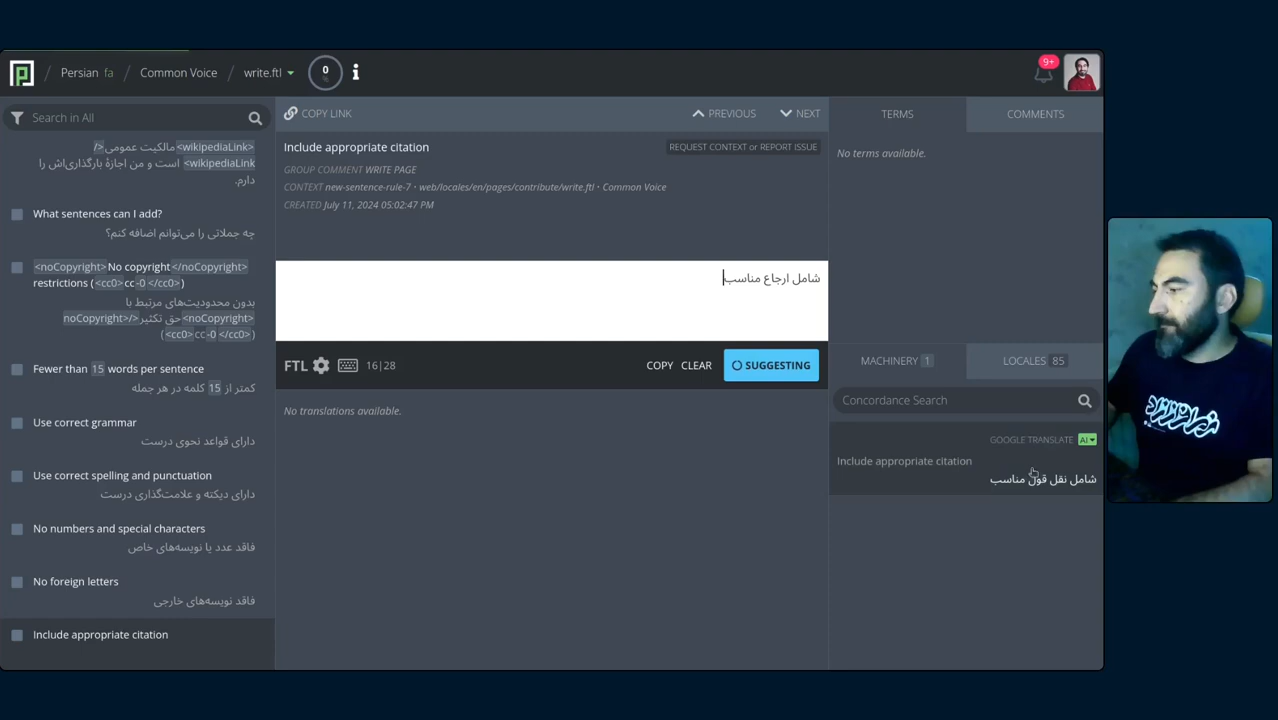 Persian fa / Common Voice / write.ftl 0 9+
Search in All
<wikipediaLink>مالکیت عمومی</
wikipediaLink> است و من اجازهٔ بارگذاری‌اش را
دارم.
What sentences can I add?
چه جملاتی را می‌توانم اضافه کنم؟
<noCopyright>No copyright</noCopyright>
restrictions (<cc0>cc-0 </cc0>)
بدون محدودیت‌های مرتبط با
<noCopyright>حق تکثیر</noCopyright>
(<cc0>cc-0 </cc0>)
Fewer than 15 words per sentence
کمتر از 15 کلمه در هر جمله
Use correct grammar
دارای قواعد نحوی درست
Use correct spelling and punctuation
دارای دیکته و علامت‌گذاری درست
No numbers and special characters
فاقد عدد یا نویسه‌های خاص
No foreign letters
فاقد نویسه‌های خارجی
Include appropriate citation
COPY LINK PREVIOUS NEXT
Include appropriate citation REQUEST CONTEXT or REPORT ISSUE
GROUP COMMENT WRITE PAGE
CONTEXT new-sentence-rule-7 • web/locales/en/pages/contribute/write.ftl • Common Voice
CREATED July 11, 2024 05:02:47 PM
شامل ارجاع مناسب
FTL 16|28 COPY CLEAR SUGGESTING
No translations available.
TERMS COMMENTS
No terms available.
MACHINERY 1 LOCALES 85
Concordance Search
GOOGLE TRANSLATE AI
Include appropriate citation
شامل نقل قول مناسب